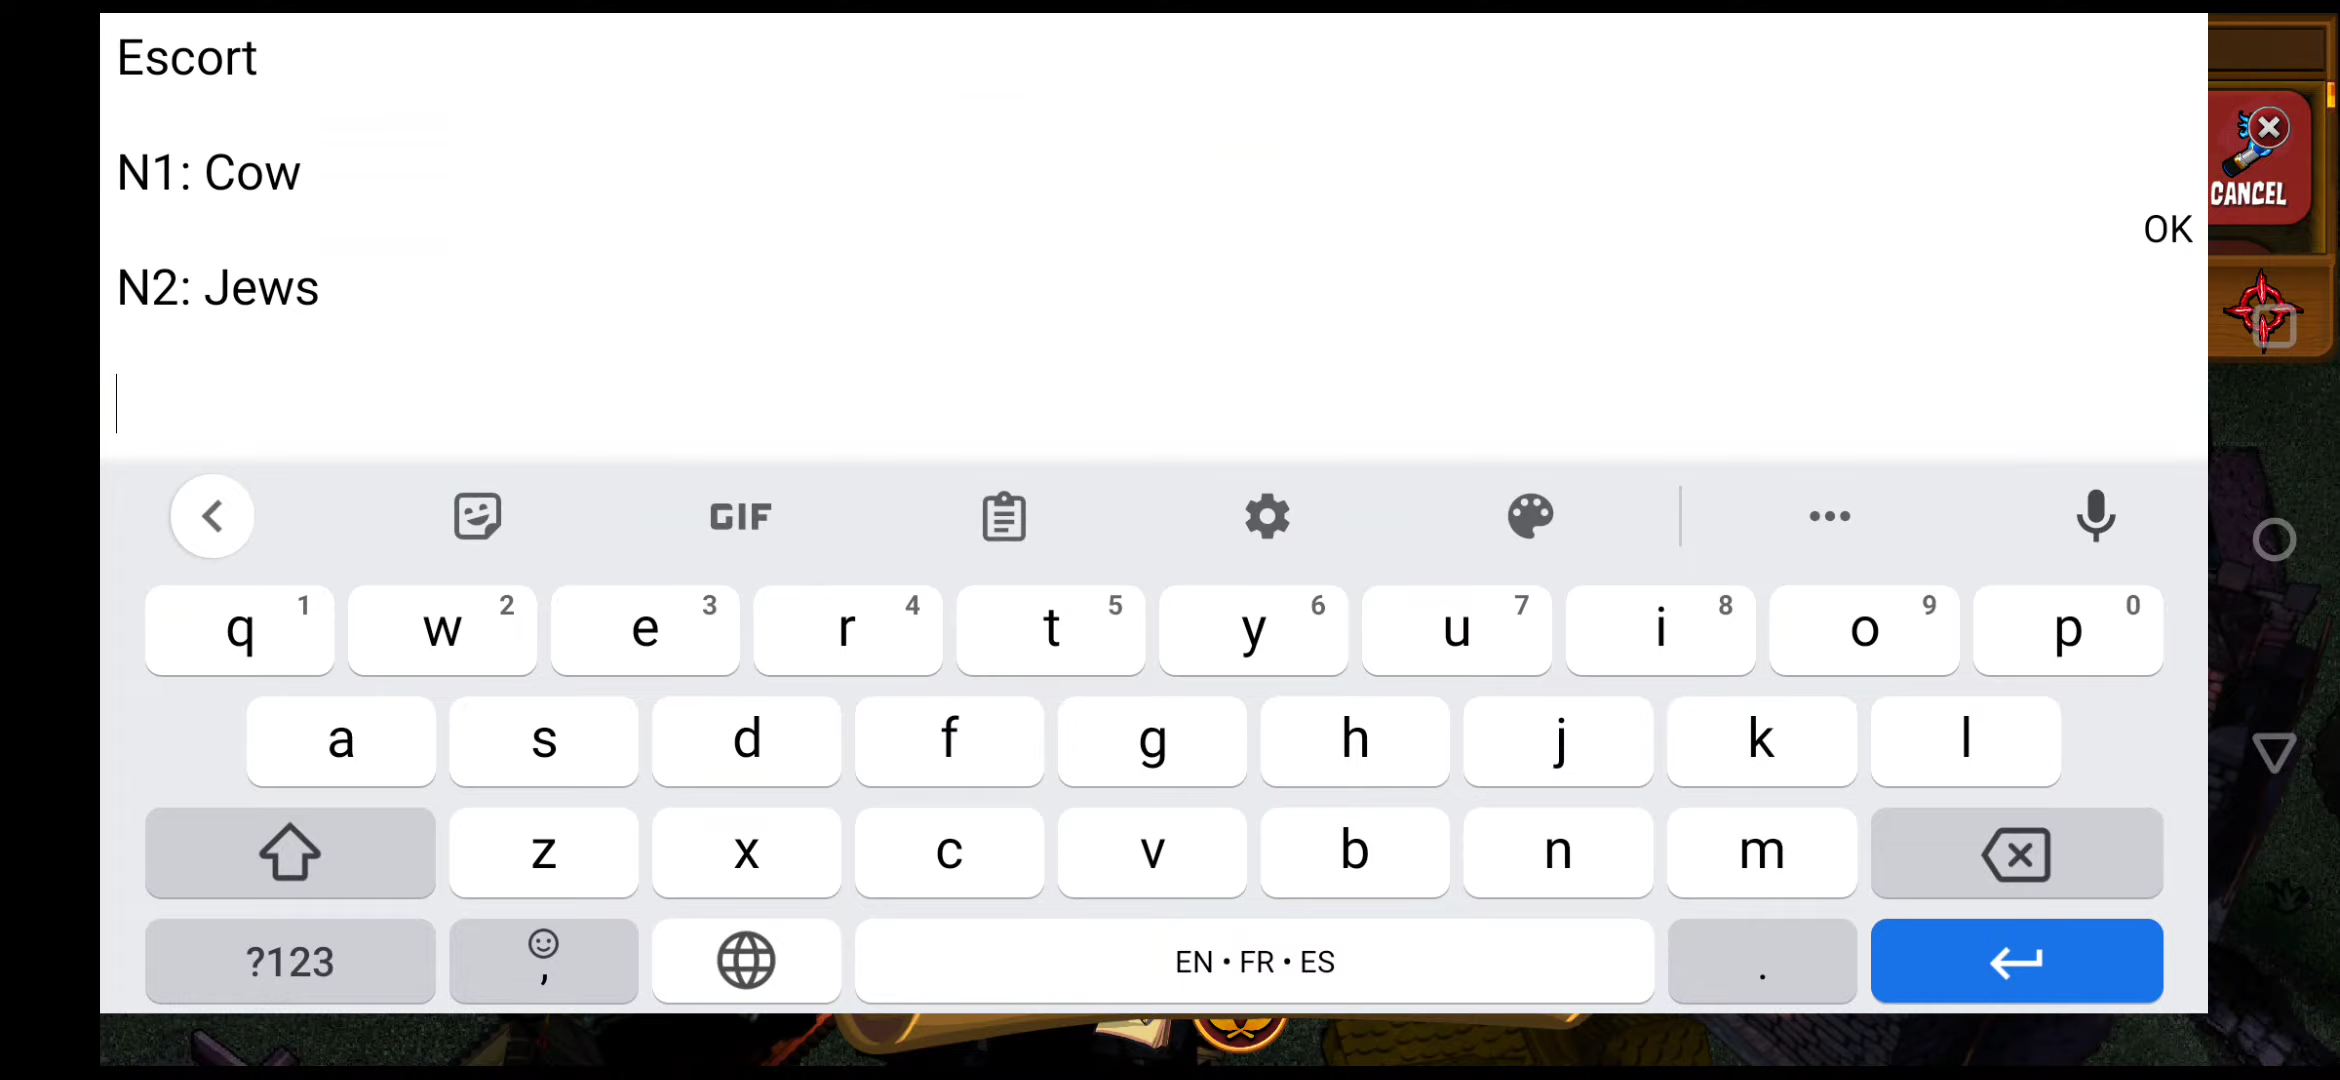 Escort
N1: Cow
N2: Jews
OK
CANCEL
GIF
q 1 w 2 e 3 r 4 t 5 y 6 u 7 i 8 o 9 p 0
a s d f g h j k l
z x c v b n m
?123 , EN • FR • ES .